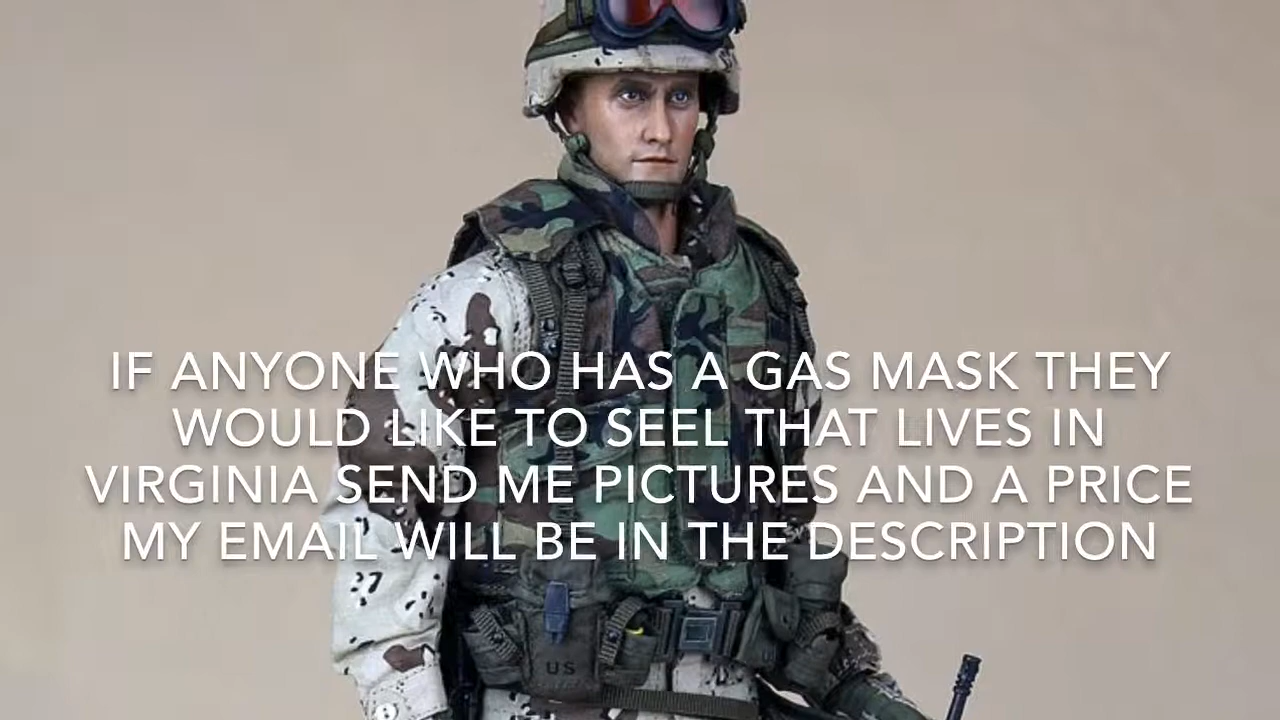 IF ANYONE WHO HAS A GAS MASK THEY
WOULD LIKE TO SEEL THAT LIVES IN
VIRGINIA SEND ME PICTURES AND A PRICE
MY EMAIL WILL BE IN THE DESCRIPTION
US